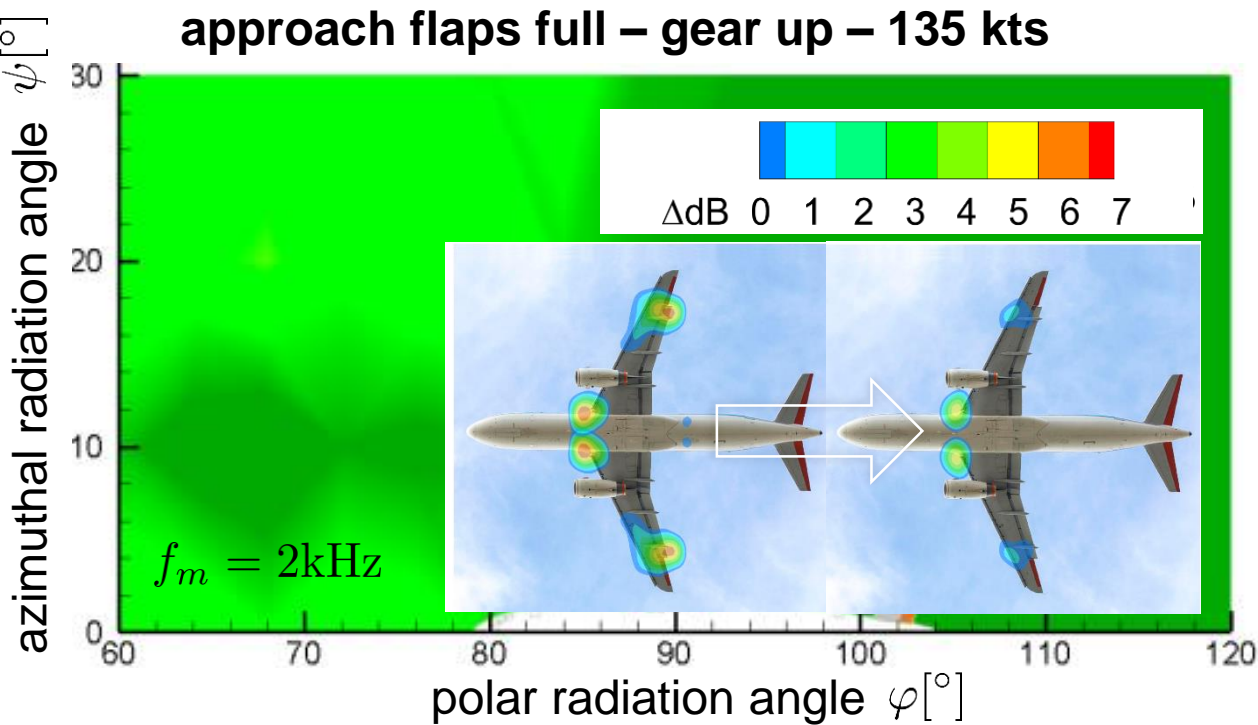 approach flaps full – gear up – 135 kts
azimuthal radiation angle ψ[°]
30
20
10
0
ΔdB 0 1 2 3 4 5 6 7
f_m = 2kHz
60 70 80 90 100 110 120
polar radiation angle φ[°]